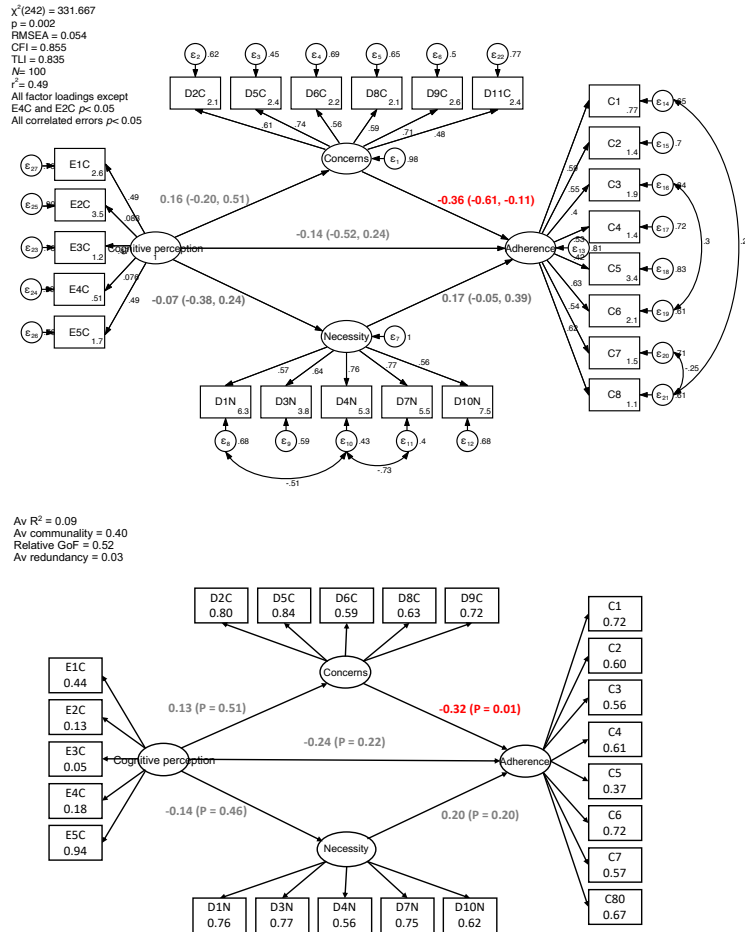 χ²(242) = 331.667
p = 0.002
RMSEA = 0.054
CFI = 0.855
TLI = 0.835
N= 100
r²= 0.49
All factor loadings except
E4C and E2C p< 0.05
All correlated errors p< 0.05
ε2 .62 ε3 .45 ε4 .69 ε5 .65 ε6 .5 ε22 .77
D2C 2.1 D5C 2.4 D6C 2.2 D8C 2.1 D9C 2.6 D11C 2.4
.61 .74 .56 .59 .71 .48
Concerns ε1 .98
C1 .77 ε14
C2 1.4 ε15 .7
C3 1.9 ε16
C4 1.4 ε17 .72
C5 3.4 ε18 .83
C6 2.1 ε19 .61
C7 1.5 ε20 .71
C8 1.1 ε21 .61
.55 .4 .53 .42 .63 .54
.3
-.25
ε27 E1C 2.6
ε25 E2C 3.5
ε23 E3C 1.2
ε24 E4C .51
ε26 E5C 1.7
.49 .076 .49
Cognitive perception 1
0.16 (-0.20, 0.51)
-0.36 (-0.61, -0.11)
-0.14 (-0.52, 0.24)
Adherence ε13 .81
-0.07 (-0.38, 0.24)
0.17 (-0.05, 0.39)
Necessity ε7 1
.57 .64 .76 .77 .56
D1N 6.3 D3N 3.8 D4N 5.3 D7N 5.5 D10N 7.5
ε8 .68 ε9 .59 ε10 .43 ε11 .4 ε12 .68
-.51 -.73
Av R² = 0.09
Av communality = 0.40
Relative GoF = 0.52
Av redundancy = 0.03
D2C D5C D6C D8C D9C
0.80 0.84 0.59 0.63 0.72
Concerns
E1C
0.44
E2C
0.13
E3C
0.05
E4C
0.18
E5C
0.94
Cognitive perception
0.13 (P = 0.51)
-0.32 (P = 0.01)
-0.24 (P = 0.22)
-0.14 (P = 0.46)
0.20 (P = 0.20)
Adherence
C1
0.72
C2
0.60
C3
0.56
C4
0.61
C5
0.37
C6
0.72
C7
0.57
C80
0.67
Necessity
D1N D3N D4N D7N D10N
0.76 0.77 0.56 0.75 0.62